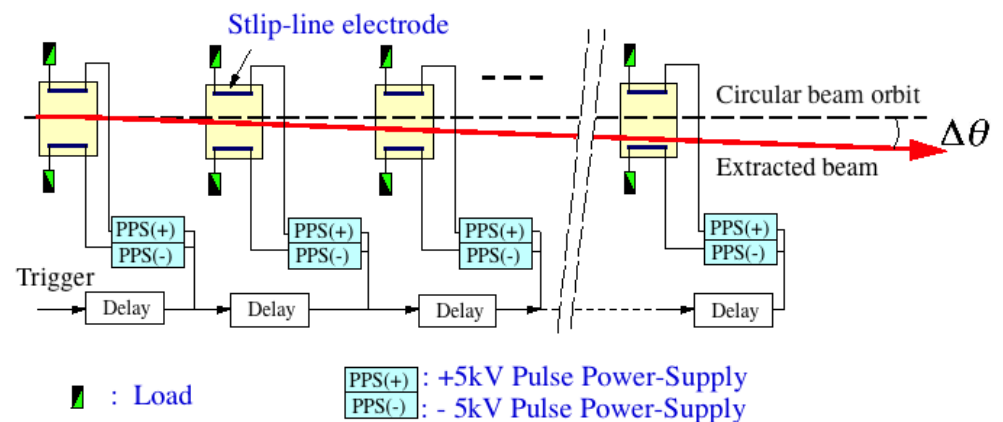 Stlip-line electrode
Circular beam orbit
Δθ
Extracted beam
PPS(+) PPS(+) PPS(+) PPS(+)
PPS(-) PPS(-) PPS(-) PPS(-)
Trigger
Delay Delay Delay Delay
: Load
PPS(+) : +5kV Pulse Power-Supply
PPS(-) : - 5kV Pulse Power-Supply